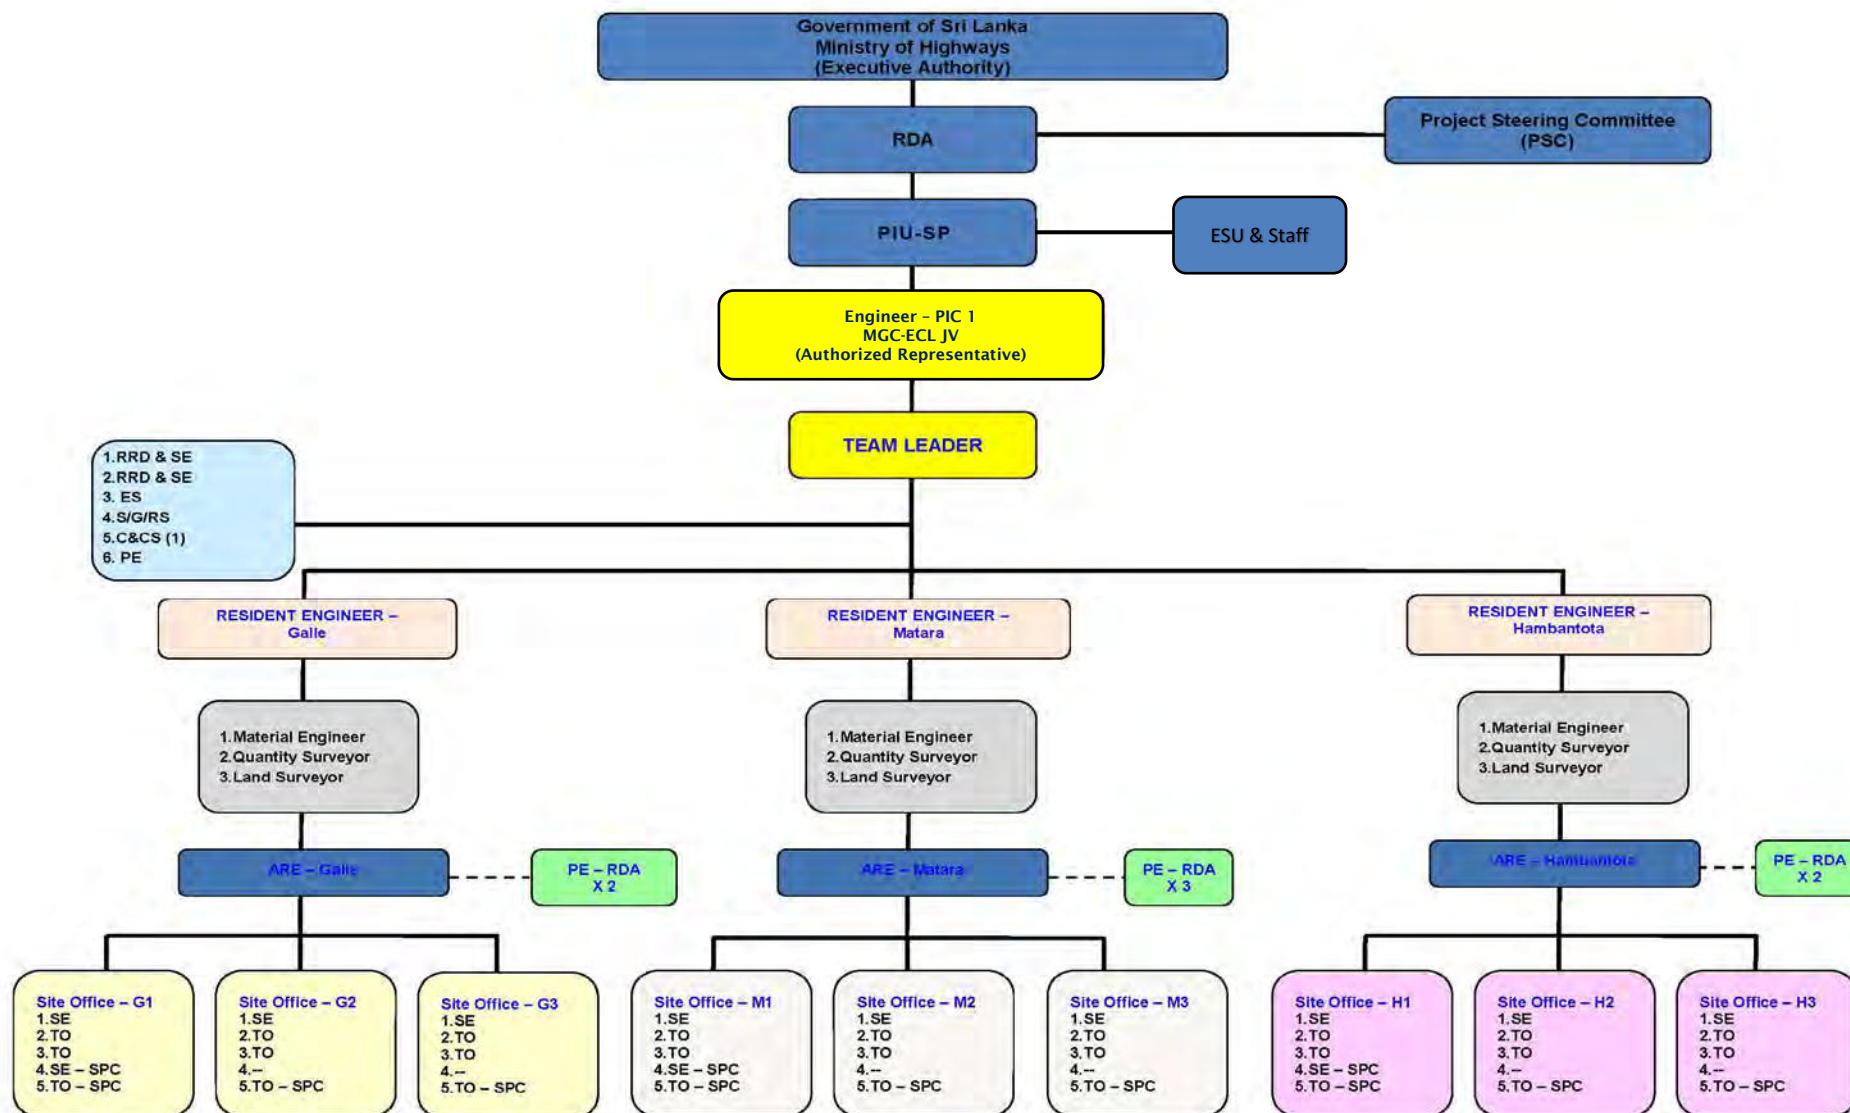 Government of Sri Lanka
Ministry of Highways
(Executive Authority)
RDA
Project Steering Committee
(PSC)
PIU-SP
ESU & Staff
Engineer – PIC 1
MGC-ECL JV
(Authorized Representative)
TEAM LEADER
1.RRD & SE
2.RRD & SE
3. ES
4.S/G/RS
5.C&CS (1)
6. PE
RESIDENT ENGINEER –
Galle
RESIDENT ENGINEER –
Matara
RESIDENT ENGINEER –
Hambantota
1.Material Engineer
2.Quantity Surveyor
3.Land Surveyor
1.Material Engineer
2.Quantity Surveyor
3.Land Surveyor
1.Material Engineer
2.Quantity Surveyor
3.Land Surveyor
ARE – Galle
PE – RDA
X 2
ARE – Matara
PE – RDA
X 3
ARE – Hambantota
PE – RDA
X 2
Site Office – G1
1.SE
2.TO
3.TO
4.SE – SPC
5.TO – SPC
Site Office – G2
1.SE
2.TO
3.TO
4.--
5.TO – SPC
Site Office – G3
1.SE
2.TO
3.TO
4.--
5.TO – SPC
Site Office – M1
1.SE
2.TO
3.TO
4.SE – SPC
5.TO – SPC
Site Office – M2
1.SE
2.TO
3.TO
4.--
5.TO – SPC
Site Office – M3
1.SE
2.TO
3.TO
4.--
5.TO – SPC
Site Office – H1
1.SE
2.TO
3.TO
4.SE – SPC
5.TO – SPC
Site Office – H2
1.SE
2.TO
3.TO
4.--
5.TO – SPC
Site Office – H3
1.SE
2.TO
3.TO
4.--
5.TO – SPC